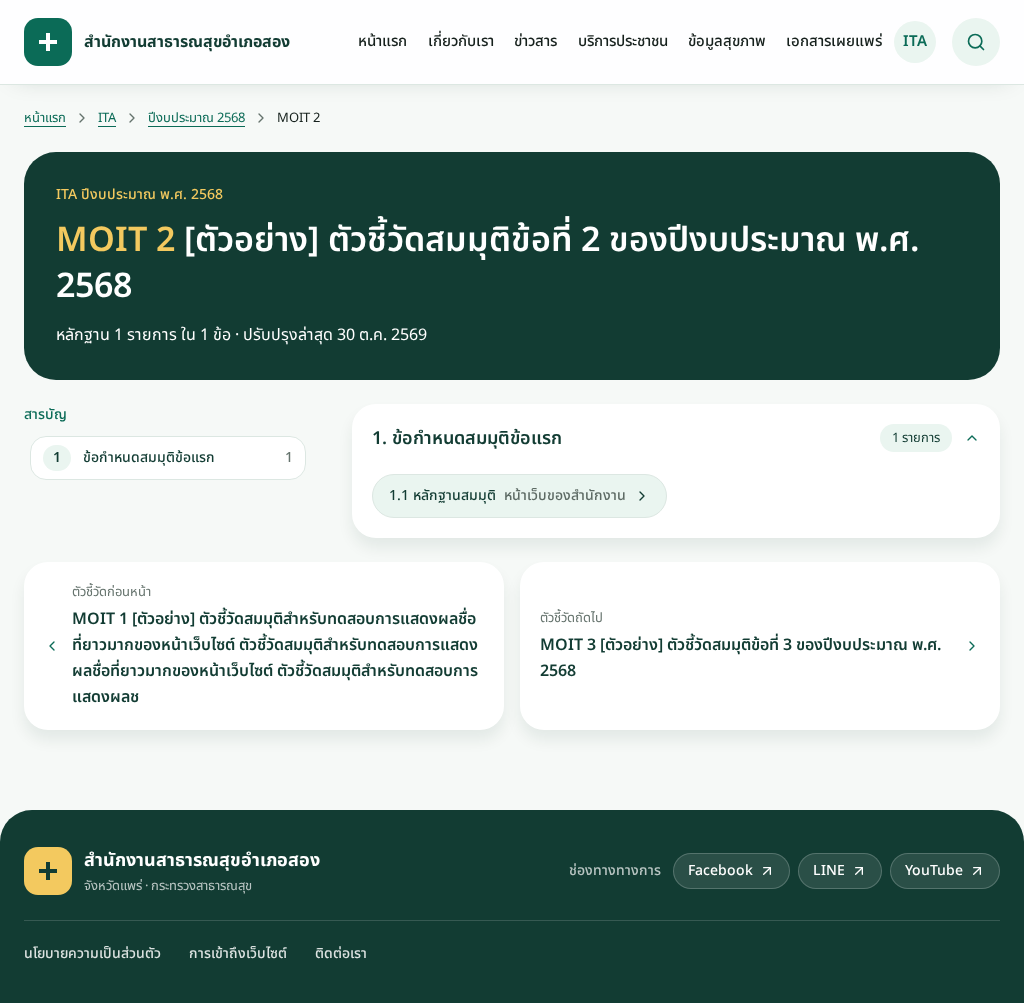 สำนักงานสาธารณสุขอำเภอสอง
หน้าแรก เกี่ยวกับเรา ข่าวสาร บริการประชาชน ข้อมูลสุขภาพ เอกสารเผยแพร่ ITA
หน้าแรก ITA ปีงบประมาณ 2568 MOIT 2
ITA ปีงบประมาณ พ.ศ. 2568
MOIT 2 [ตัวอย่าง] ตัวชี้วัดสมมุติข้อที่ 2 ของปีงบประมาณ พ.ศ.
2568
หลักฐาน 1 รายการ ใน 1 ข้อ · ปรับปรุงล่าสุด 30 ต.ค. 2569
สารบัญ
1 ข้อกำหนดสมมุติข้อแรก 1
1. ข้อกำหนดสมมุติข้อแรก 1 รายการ
1.1 หลักฐานสมมุติ หน้าเว็บของสำนักงาน
ตัวชี้วัดก่อนหน้า
MOIT 1 [ตัวอย่าง] ตัวชี้วัดสมมุติสำหรับทดสอบการแสดงผลชื่อ
ที่ยาวมากของหน้าเว็บไซต์ ตัวชี้วัดสมมุติสำหรับทดสอบการแสดง
ผลชื่อที่ยาวมากของหน้าเว็บไซต์ ตัวชี้วัดสมมุติสำหรับทดสอบการ
แสดงผลช
ตัวชี้วัดถัดไป
MOIT 3 [ตัวอย่าง] ตัวชี้วัดสมมุติข้อที่ 3 ของปีงบประมาณ พ.ศ.
2568
สำนักงานสาธารณสุขอำเภอสอง
จังหวัดแพร่ · กระทรวงสาธารณสุข
ช่องทางทางการ Facebook LINE YouTube
นโยบายความเป็นส่วนตัว การเข้าถึงเว็บไซต์ ติดต่อเรา